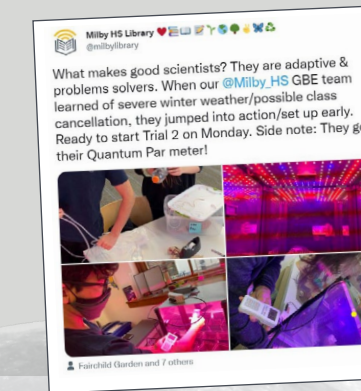 Milby HS Library ❤️📚📖📝🌱🌎🌳✌️🦋♻️
@milbylibrary
What makes good scientists? They are adaptive &
problems solvers. When our @Milby_HS GBE team
learned of severe winter weather/possible class
cancellation, they jumped into action/set up early.
Ready to start Trial 2 on Monday. Side note: They go
their Quantum Par meter!
Fairchild Garden and 7 others